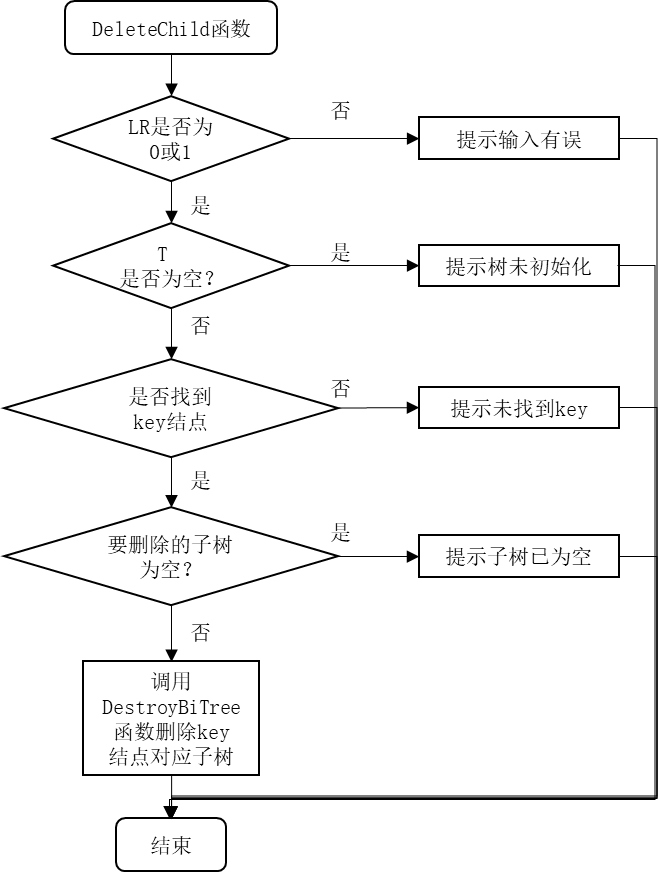 DeleteChild函数
LR是否为
0或1
否
提示输入有误
是
T
是否为空?
是
提示树未初始化
否
是否找到
key结点
否
提示未找到key
是
要删除的子树
为空?
是
提示子树已为空
否
调用
DestroyBiTree
函数删除key
结点对应子树
结束